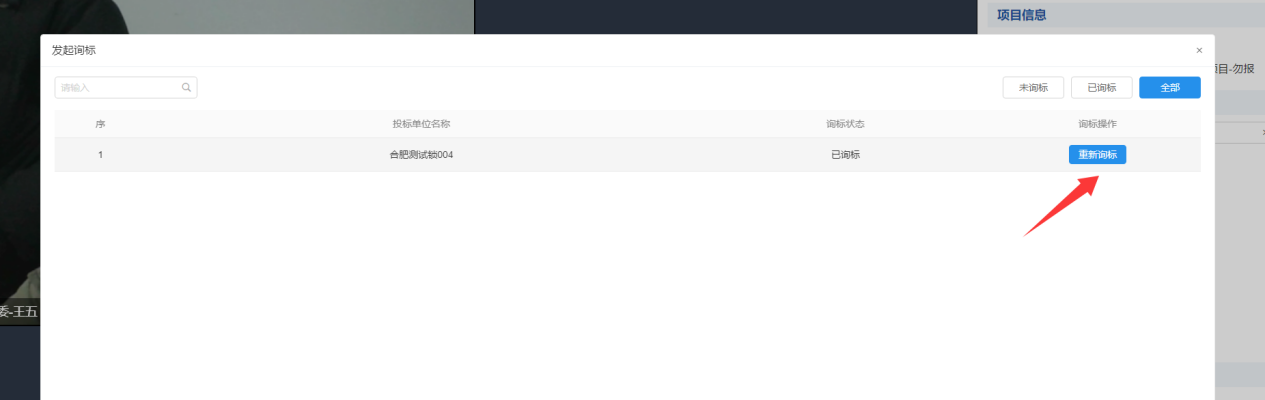 项目信息
发起询标
×
项目-勿报
请输入
未询标 已询标 全部
序 投标单位名称 询标状态 询标操作
1 合肥测试锁004 已询标 重新询标
委-王五